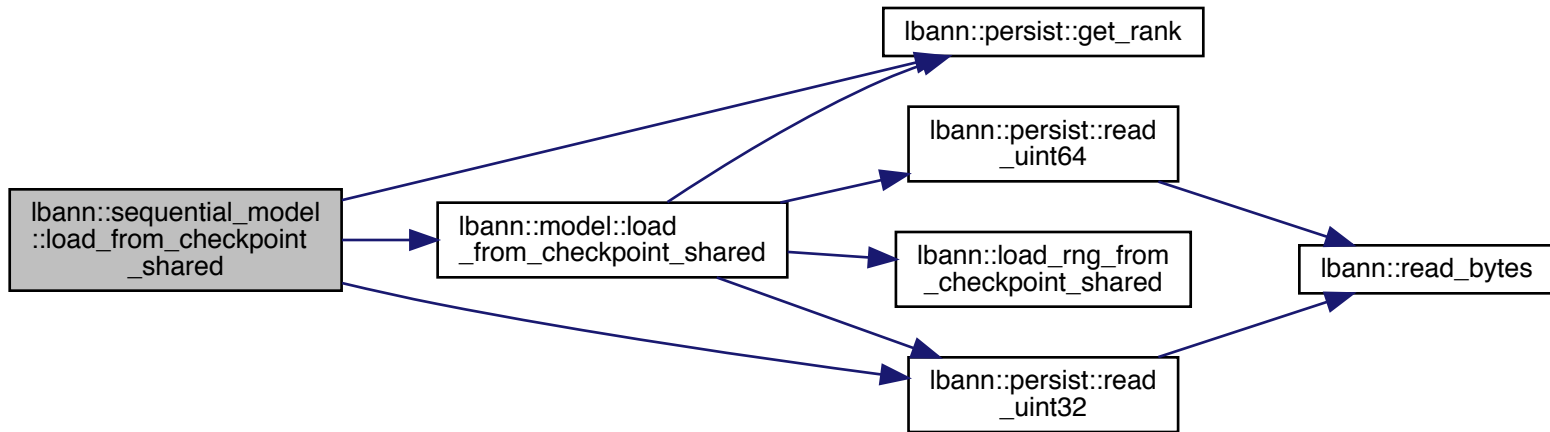 lbann::sequential_model
::load_from_checkpoint
_shared
lbann::model::load
_from_checkpoint_shared
lbann::persist::get_rank
lbann::persist::read
_uint64
lbann::load_rng_from
_checkpoint_shared
lbann::persist::read
_uint32
lbann::read_bytes